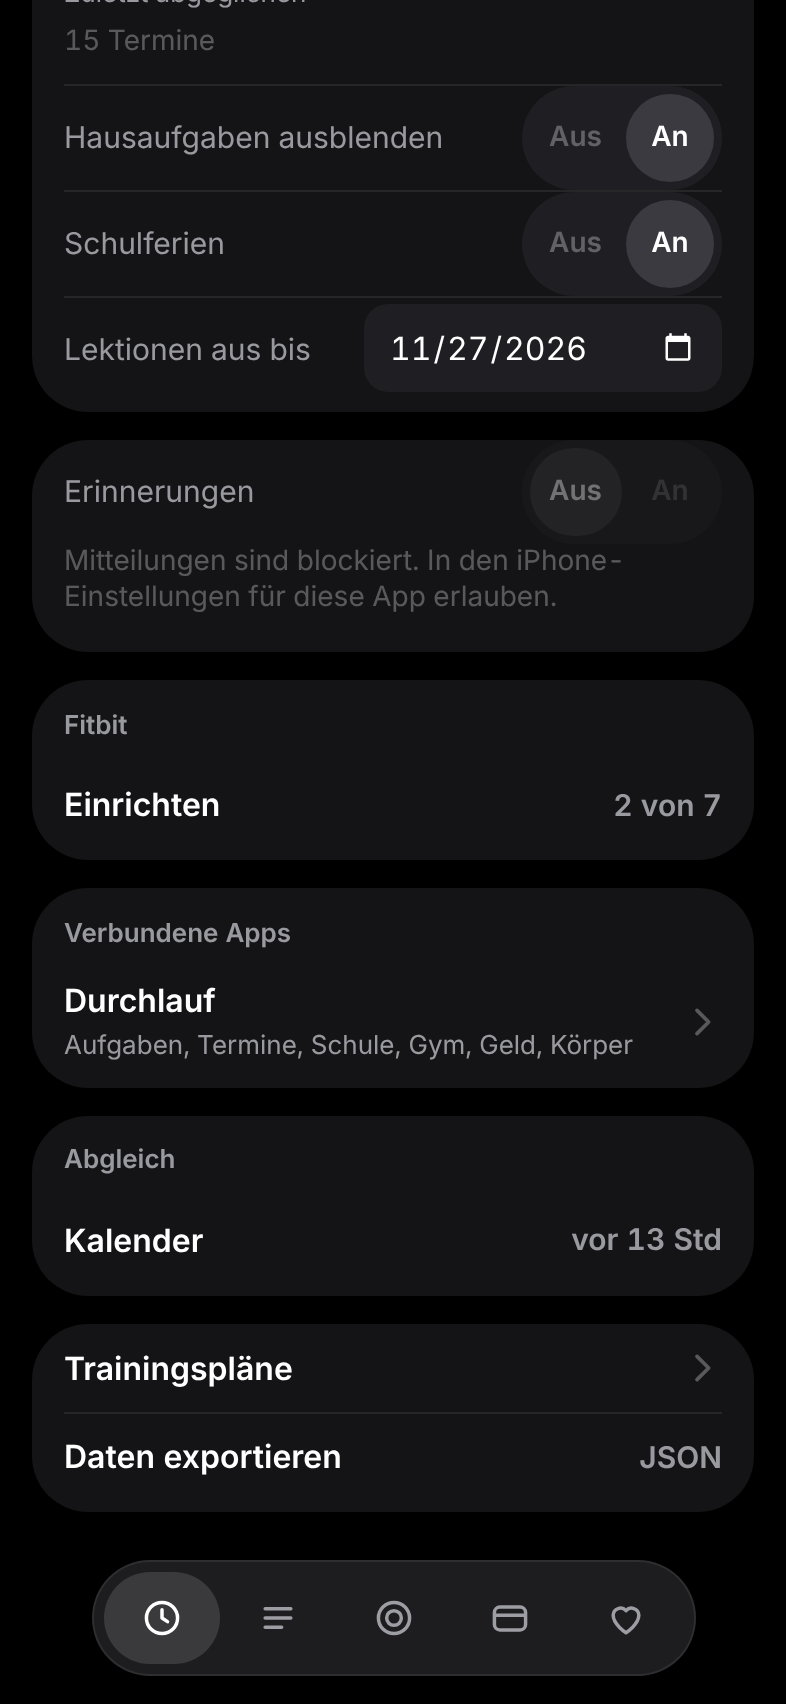 15 Termine
Hausaufgaben ausblenden Aus An
Schulferien Aus An
Lektionen aus bis 11/27/2026
Erinnerungen Aus An
Mitteilungen sind blockiert. In den iPhone-
Einstellungen für diese App erlauben.
Fitbit
Einrichten 2 von 7
Verbundene Apps
Durchlauf
Aufgaben, Termine, Schule, Gym, Geld, Körper
Abgleich
Kalender vor 13 Std
Trainingspläne
Daten exportieren JSON